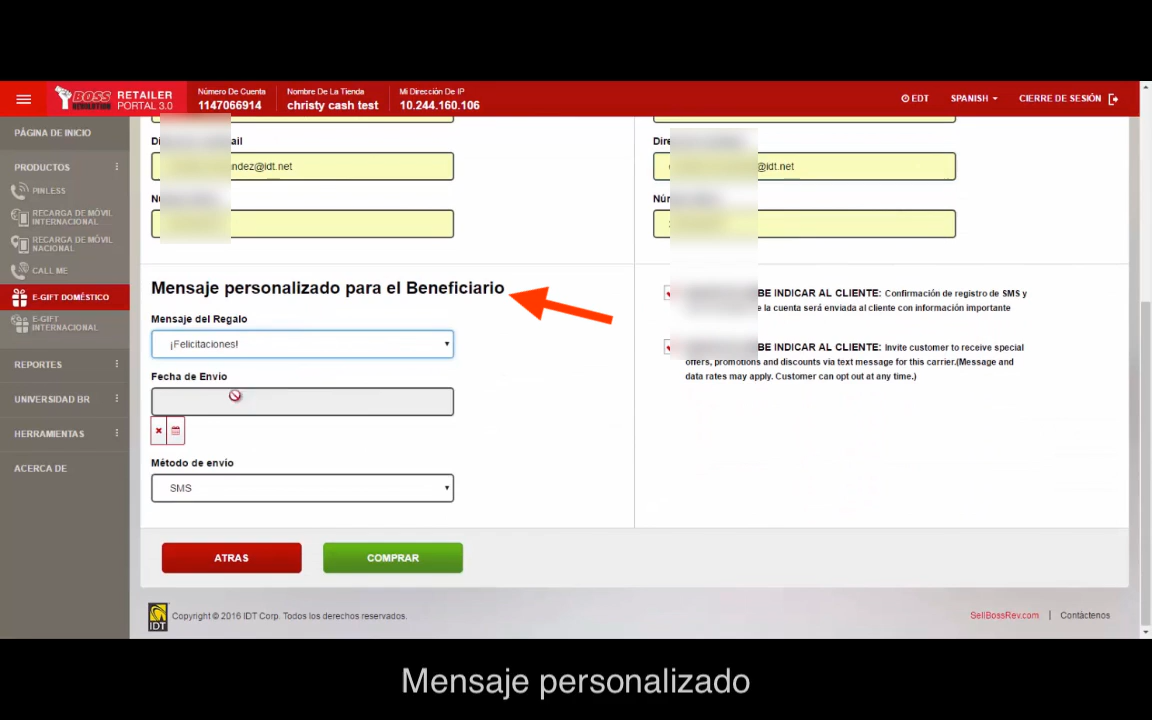 BOSS REVOLUTION
RETAILER PORTAL 3.0
Número De Cuenta
1147066914
Nombre De La Tienda
christy cash test
Mi Dirección De IP
10.244.160.106
EDT
SPANISH
CIERRE DE SESIÓN
PÁGINA DE INICIO
PRODUCTOS
PINLESS
RECARGA DE MÓVIL
INTERNACIONAL
RECARGA DE MÓVIL
NACIONAL
CALL ME
E-GIFT DOMÉSTICO
E-GIFT
INTERNACIONAL
REPORTES
UNIVERSIDAD BR
HERRAMIENTAS
ACERCA DE
ail
ndez@idt.net
Dire
@idt.net
Mensaje personalizado para el Beneficiario
Mensaje del Regalo
¡Felicitaciones!
Fecha de Envío
Método de envío
SMS
BE INDICAR AL CLIENTE: Confirmación de registro de SMS y
e la cuenta será enviada al cliente con información importante
BE INDICAR AL CLIENTE: Invite customer to receive special
offers, promotions and discounts via text message for this carrier.(Message and
data rates may apply. Customer can opt out at any time.)
ATRAS
COMPRAR
IDT
Copyright © 2016 IDT Corp. Todos los derechos reservados.
SellBossRev.com | Contáctenos
Mensaje personalizado